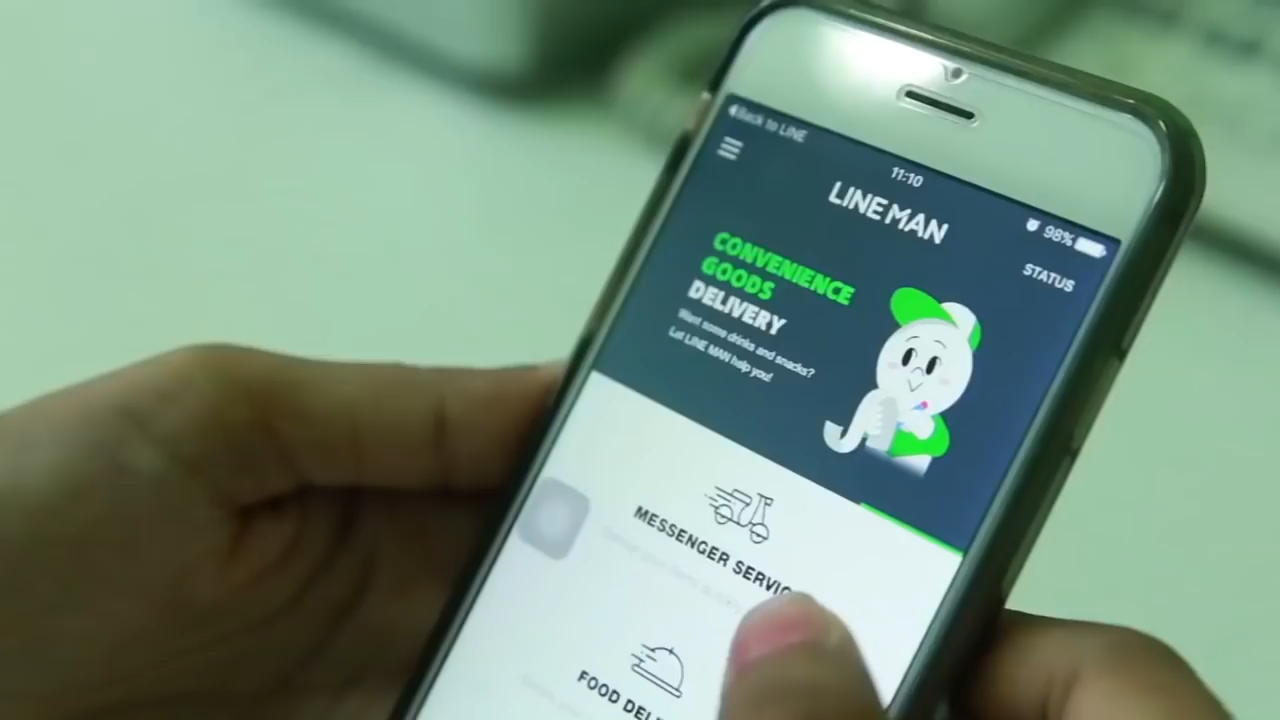 Back to LINE
11:10
98%
LINE MAN
STATUS
CONVENIENCE
GOODS
DELIVERY
Want some drinks and snacks?
Let LINE MAN help you!
MESSENGER SERVIC
FOOD DEL